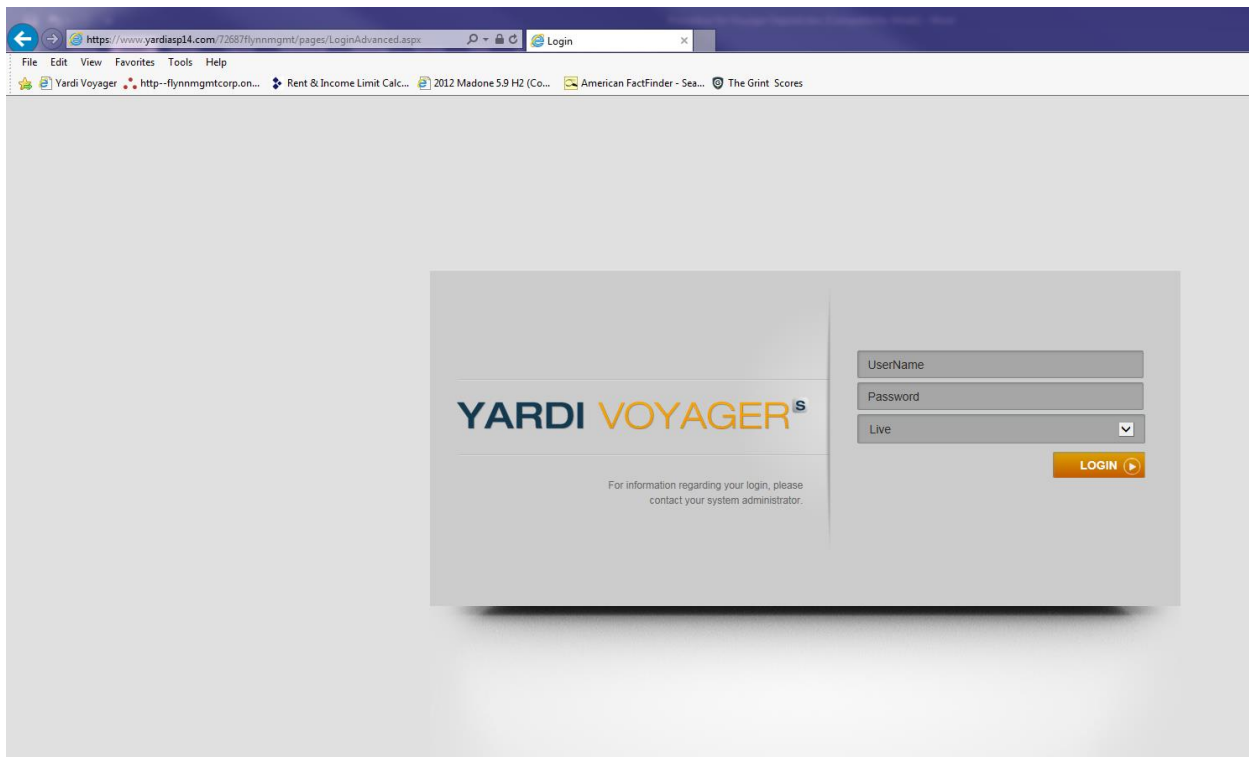 https://www.yardiasp14.com/72687flynnmgmt/pages/LoginAdvanced.aspx
Login
File Edit View Favorites Tools Help
Yardi Voyager http--flynnmgmtcorp.on... Rent & Income Limit Calc... 2012 Madone 5.9 H2 (Co... American FactFinder - Sea... The Grint Scores
UserName
Password
YARDI VOYAGER S
Live
LOGIN
For information regarding your login, please
contact your system administrator.